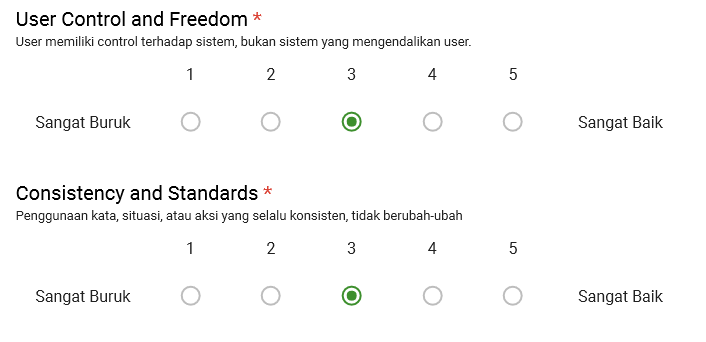 User Control and Freedom *
User memiliki control terhadap sistem, bukan sistem yang mengendalikan user.
1 2 3 4 5
Sangat Buruk Sangat Baik
Consistency and Standards *
Penggunaan kata, situasi, atau aksi yang selalu konsisten, tidak berubah-ubah
1 2 3 4 5
Sangat Buruk Sangat Baik